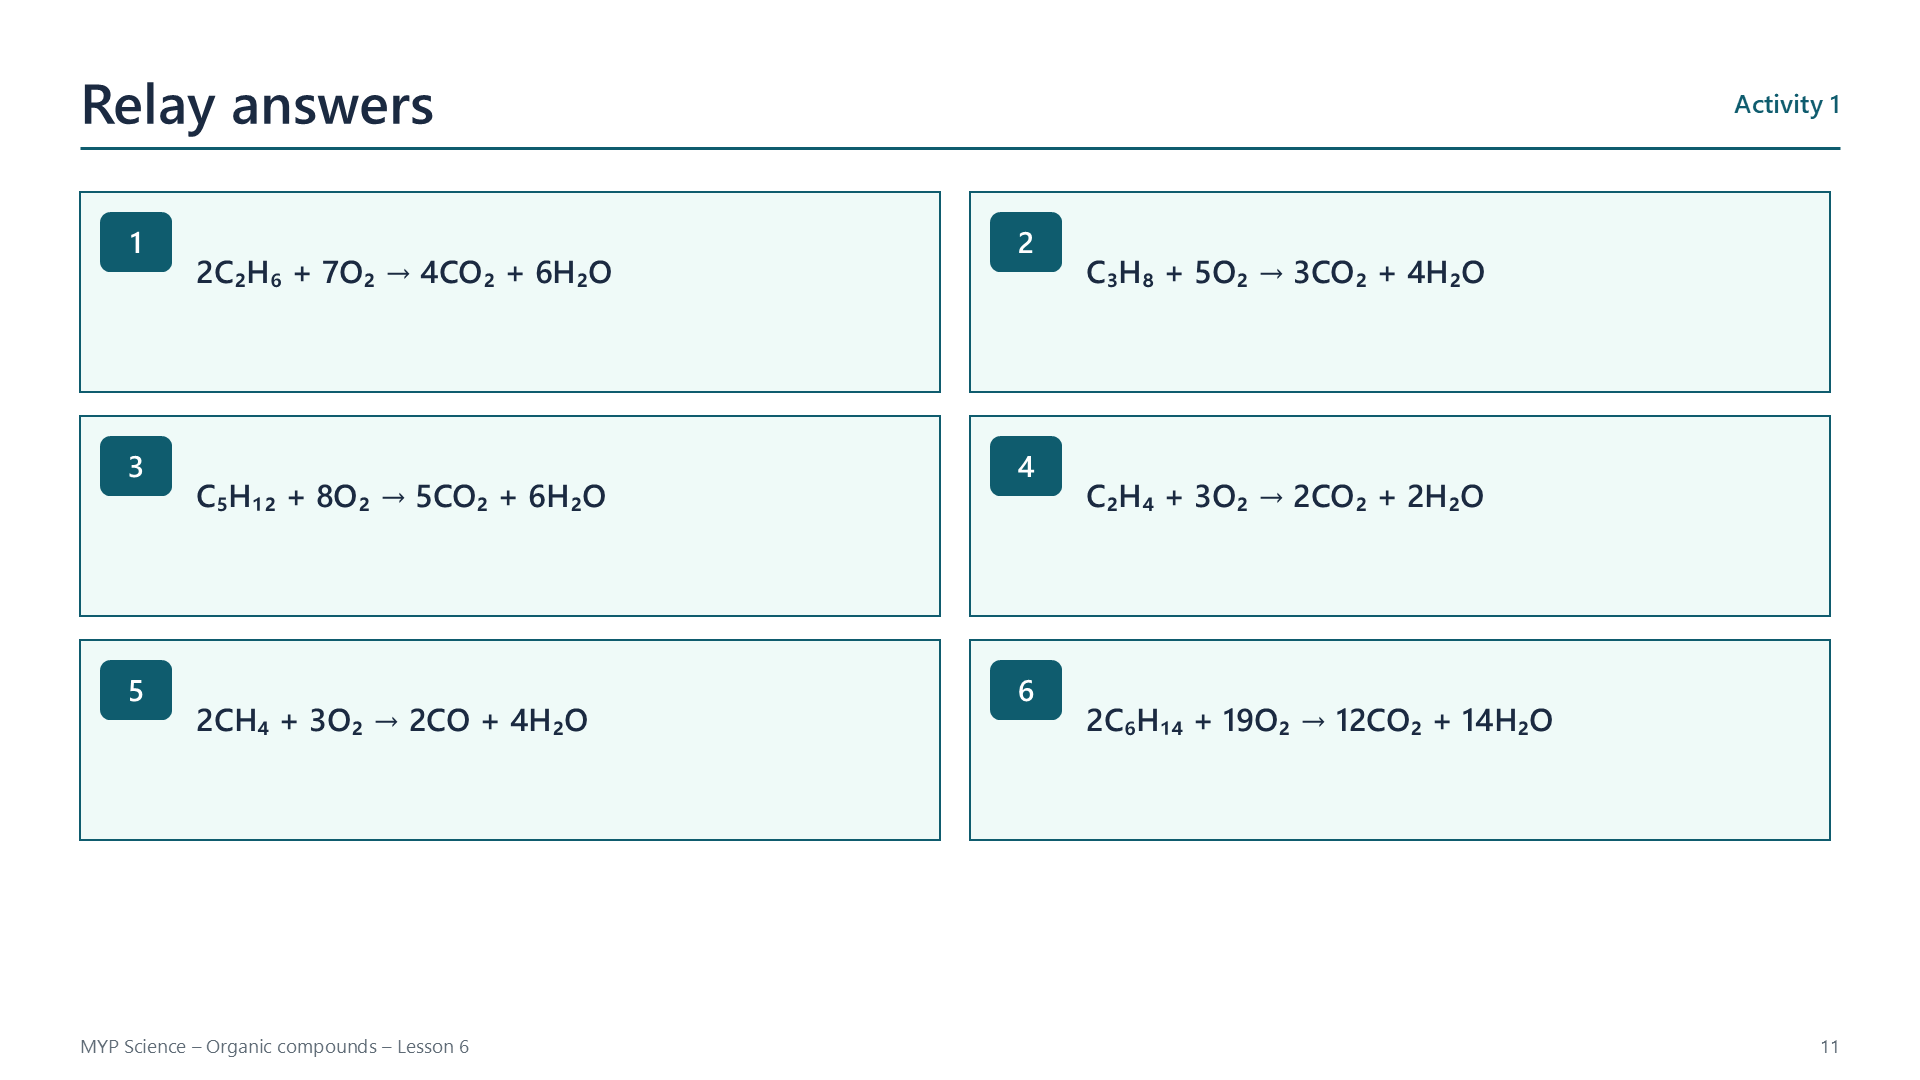 Relay answers
Activity 1
1
2C₂H₆ + 7O₂ → 4CO₂ + 6H₂O
2
C₃H₈ + 5O₂ → 3CO₂ + 4H₂O
3
C₅H₁₂ + 8O₂ → 5CO₂ + 6H₂O
4
C₂H₄ + 3O₂ → 2CO₂ + 2H₂O
5
2CH₄ + 3O₂ → 2CO + 4H₂O
6
2C₆H₁₄ + 19O₂ → 12CO₂ + 14H₂O
MYP Science – Organic compounds – Lesson 6
11